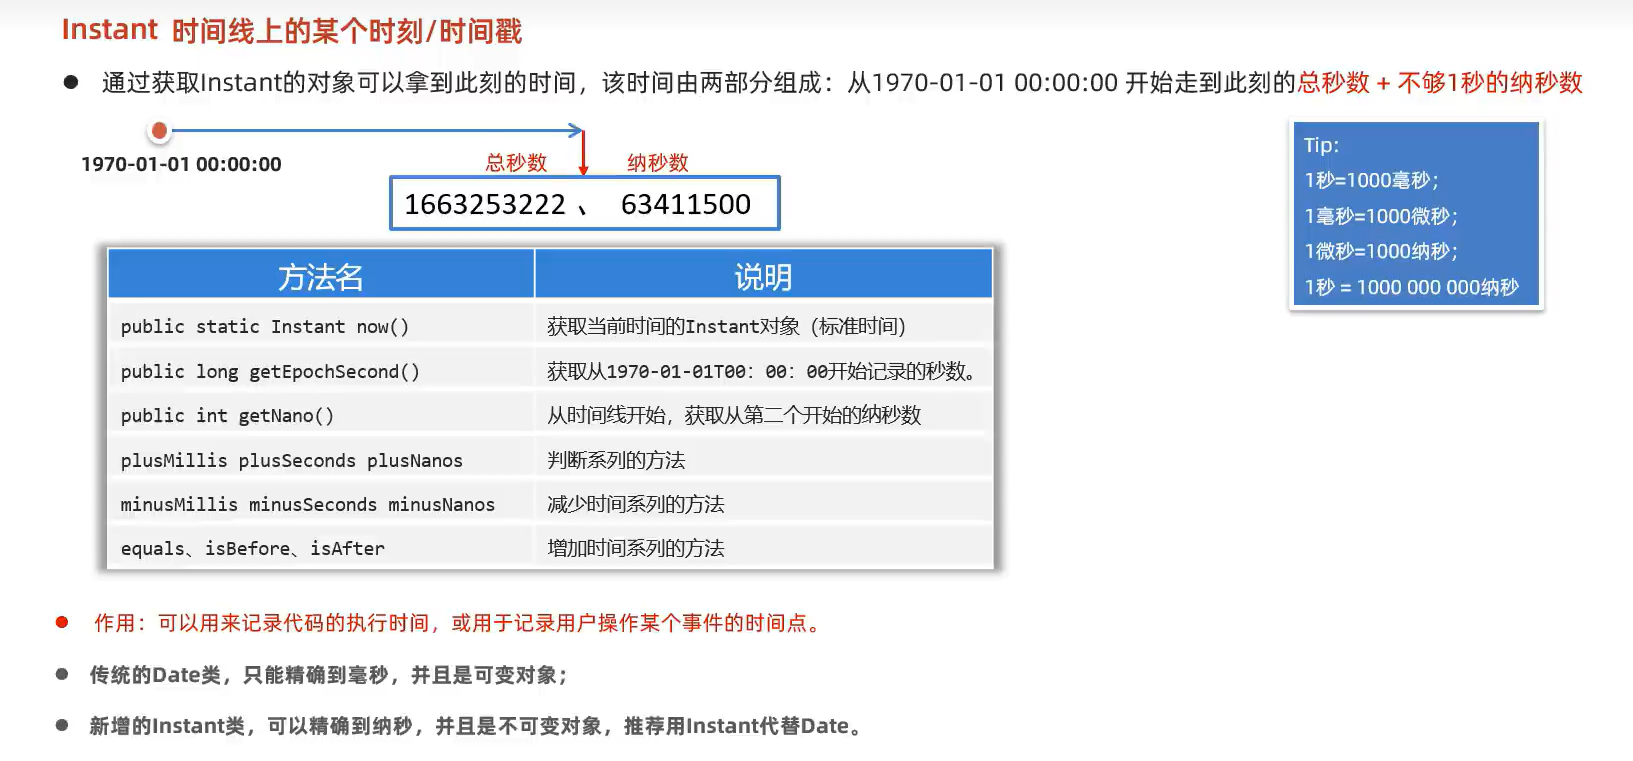 Instant 时间线上的某个时刻/时间戳
● 通过获取Instant的对象可以拿到此刻的时间，该时间由两部分组成：从1970-01-01 00:00:00 开始走到此刻的总秒数 + 不够1秒的纳秒数
1970-01-01 00:00:00
总秒数 纳秒数
1663253222 、 63411500
Tip:
1秒=1000毫秒；
1毫秒=1000微秒；
1微秒=1000纳秒；
1秒 = 1000 000 000纳秒
方法名 说明
public static Instant now() 获取当前时间的Instant对象（标准时间）
public long getEpochSecond() 获取从1970-01-01T00：00：00开始记录的秒数。
public int getNano() 从时间线开始，获取从第二个开始的纳秒数
plusMillis plusSeconds plusNanos 判断系列的方法
minusMillis minusSeconds minusNanos 减少时间系列的方法
equals、isBefore、isAfter 增加时间系列的方法
● 作用：可以用来记录代码的执行时间，或用于记录用户操作某个事件的时间点。
● 传统的Date类，只能精确到毫秒，并且是可变对象；
● 新增的Instant类，可以精确到纳秒，并且是不可变对象，推荐用Instant代替Date。